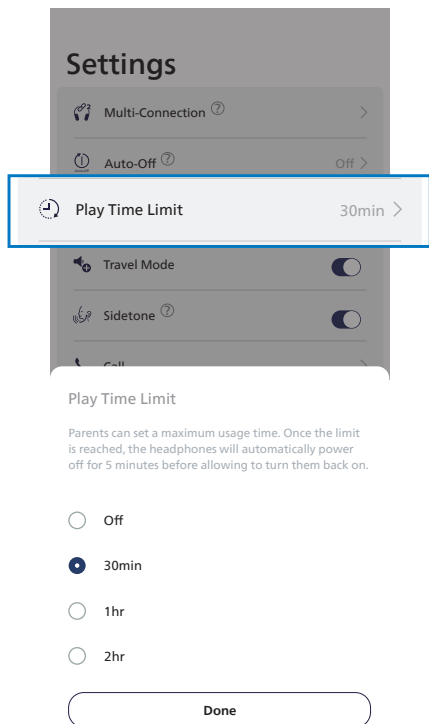 Settings
Multi-Connection ?
Auto-Off ? Off
Play Time Limit 30min
Travel Mode
Sidetone ?
Call
Play Time Limit
Parents can set a maximum usage time. Once the limit
is reached, the headphones will automatically power
off for 5 minutes before allowing to turn them back on.
Off
30min
1hr
2hr
Done